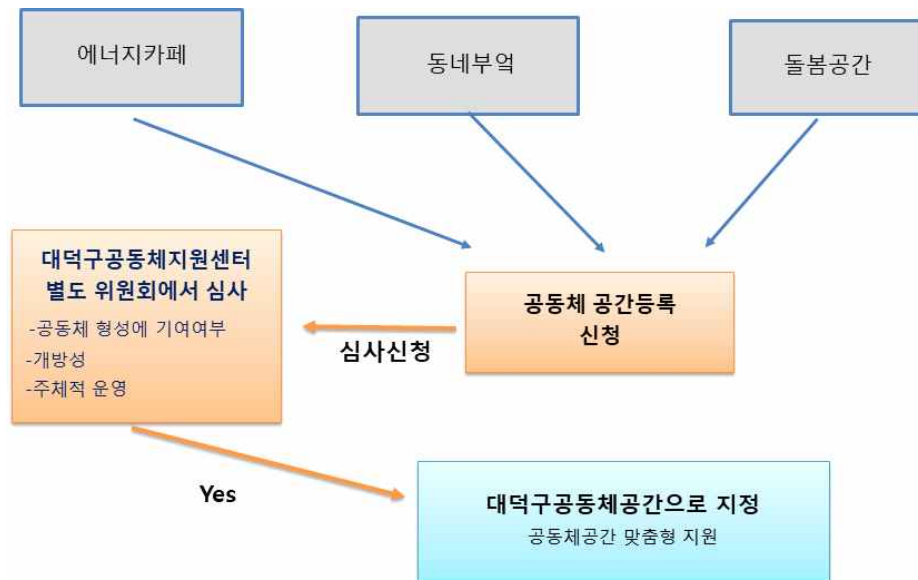 에너지카페
동네부엌
돌봄공간
대덕구공동체지원센터
별도 위원회에서 심사
-공동체 형성에 기여여부
-개방성
-주체적 운영
심사신청
공동체 공간등록
신청
Yes
대덕구공동체공간으로 지정
공동체공간 맞춤형 지원